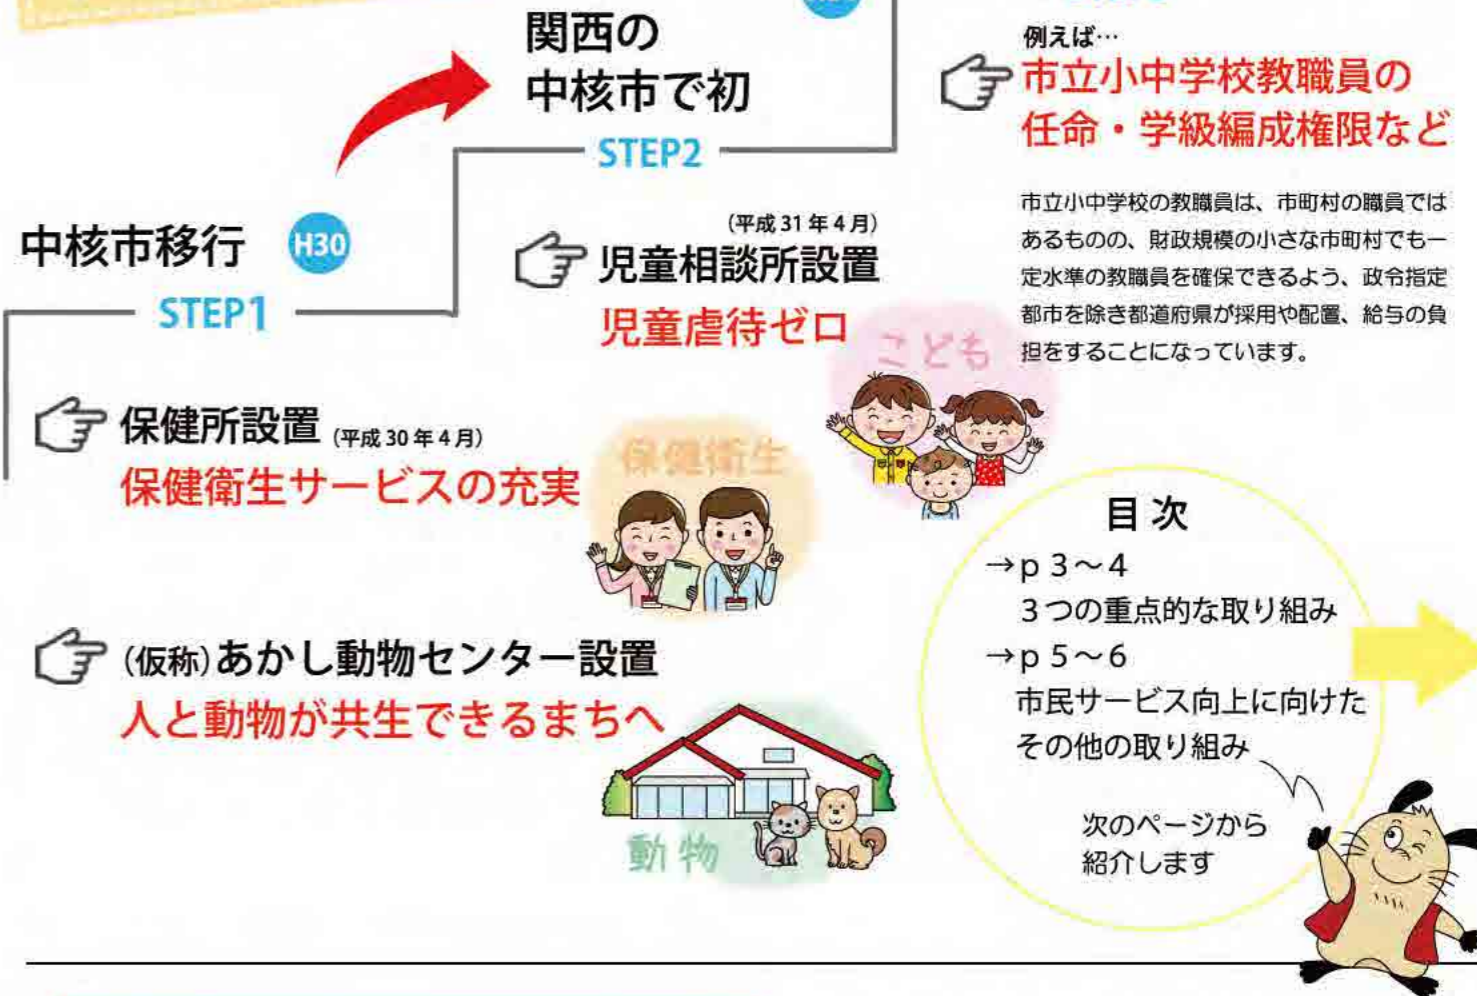 関西の
中核市で初
STEP2
例えば…
市立小中学校教職員の
任命・学級編成権限など
市立小中学校の教職員は、市町村の職員では
あるものの、財政規模の小さな市町村でも一
定水準の教職員を確保できるよう、政令指定
都市を除き都道府県が採用や配置、給与の負
担をすることになっています。
中核市移行
H30
STEP1
(平成 31 年 4 月)
児童相談所設置
児童虐待ゼロ
こども
保健所設置 (平成 30 年 4 月)
保健衛生サービスの充実
保健衛生
(仮称)あかし動物センター設置
人と動物が共生できるまちへ
動物
目次
→p 3~4
3つの重点的な取り組み
→p 5~6
市民サービス向上に向けた
その他の取り組み
次のページから
紹介します